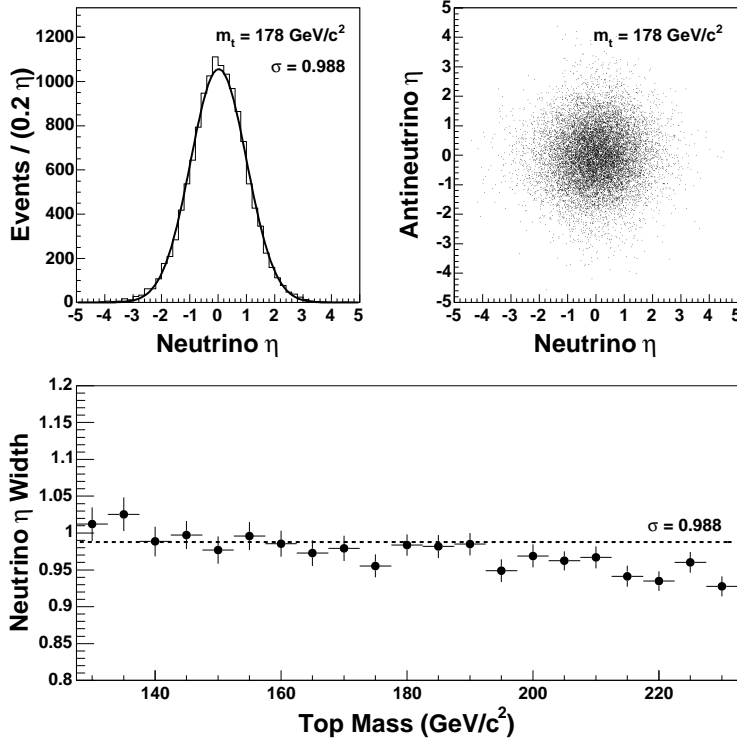 m_t = 178 GeV/c²
σ = 0.988
Events / (0.2 η)
1200
1000
800
600
400
200
0
-5 -4 -3 -2 -1 0 1 2 3 4 5
Neutrino η
m_t = 178 GeV/c²
Antineutrino η
5
4
3
2
1
0
-1
-2
-3
-4
-5
-5 -4 -3 -2 -1 0 1 2 3 4 5
Neutrino η
Neutrino η Width
1.2
1.15
1.1
1.05
1
0.95
0.9
0.85
0.8
σ = 0.988
140 160 180 200 220
Top Mass (GeV/c²)